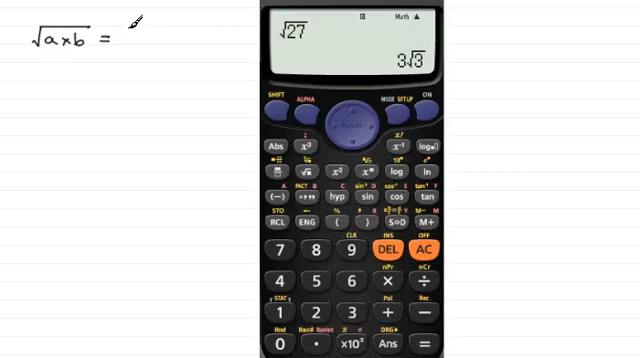 √a×b =
Math ▲
√27
3√3
SHIFT ALPHA MODE SETUP ON
REPLAY
Abs x³ x! x⁻¹ log
√ x² log ln
A FACT B C sin⁻¹ D cos⁻¹ E tan⁻¹ F
(−) hyp sin cos tan
STO X Y M− M
RCL ENG ( ) S⇔D M+
CLR INS OFF
7 8 9 DEL AC
nPr nCr
4 5 6 × ÷
STAT Pol Rec
1 2 3 + −
Rnd Ran# RanInt π e DRG▶
0 • ×10ˣ Ans =